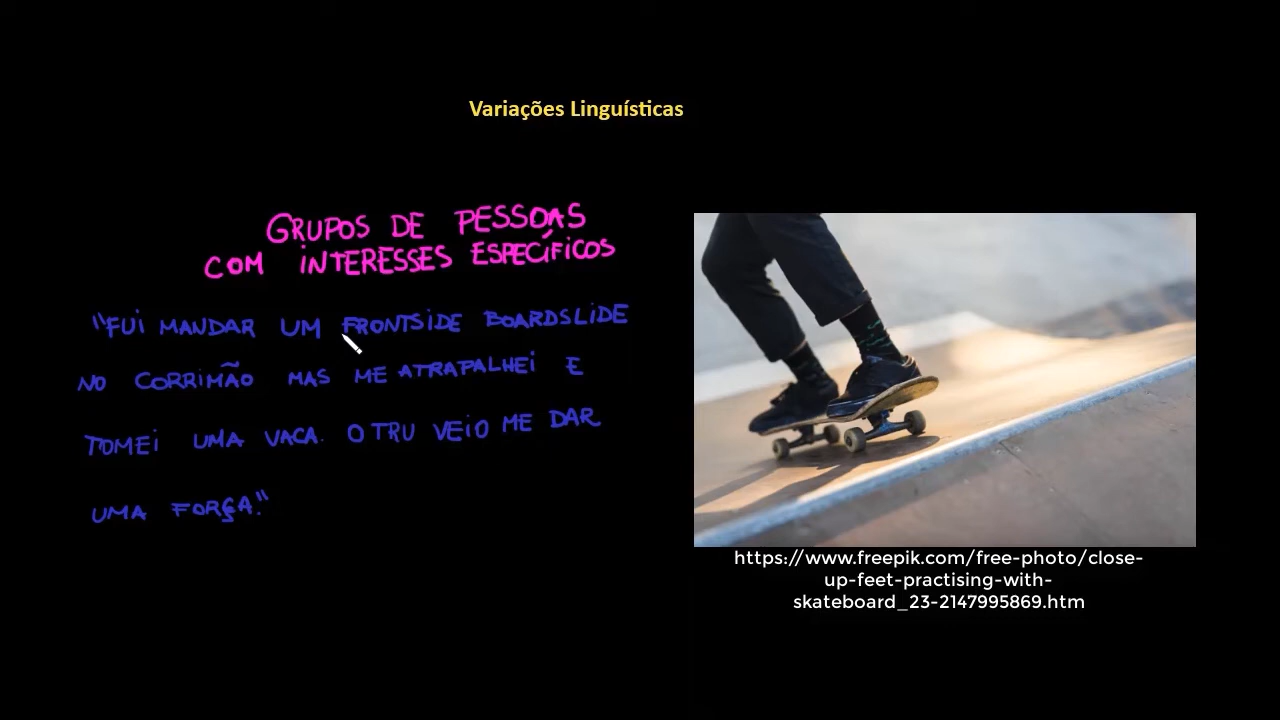 Variações Linguísticas
GRUPOS DE PESSOAS
COM INTERESSES ESPECÍFICOS
"FUI MANDAR UM FRONTSIDE BOARDSLIDE
NO CORRIMÃO MAS ME ATRAPALHEI E
TOMEI UMA VACA. O TRU VEIO ME DAR
UMA FORÇA."
https://www.freepik.com/free-photo/close-
up-feet-practising-with-
skateboard_23-2147995869.htm